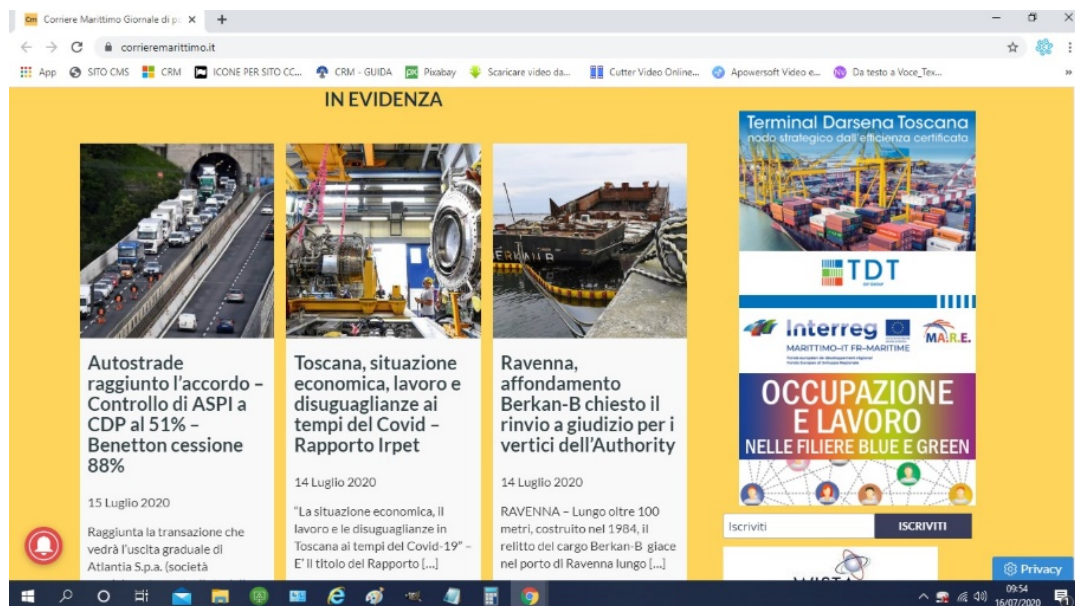 Cm Corriere Marittimo Giornale di po
corrieremarittimo.it
App SITO CMS CRM ICONE PER SITO CC... CRM - GUIDA Pixabay Scaricare video da... Cutter Video Online... Apowersoft Video e... Da testo a Voce_Tex... »
IN EVIDENZA
BERKAN B
Autostrade
raggiunto l'accordo –
Controllo di ASPI a
CDP al 51% –
Benetton cessione
88%
15 Luglio 2020
Raggiunta la transazione che
vedrà l'uscita graduale di
Atlantia S.p.a. (società
Toscana, situazione
economica, lavoro e
disuguaglianze ai
tempi del Covid –
Rapporto Irpet
14 Luglio 2020
"La situazione economica, il
lavoro e le disuguaglianze in
Toscana ai tempi del Covid-19" –
E' Il titolo del Rapporto [...]
Ravenna,
affondamento
Berkan-B chiesto il
rinvio a giudizio per i
vertici dell'Authority
14 Luglio 2020
RAVENNA – Lungo oltre 100
metri, costruito nel 1984, il
relitto del cargo Berkan-B giace
nel porto di Ravenna lungo [...]
Terminal Darsena Toscana
nodo strategico dall'efficienza certificata
TDT
Interreg
MARITTIMO-IT FR-MARITIME
MA.R.E.
OCCUPAZIONE
E LAVORO
NELLE FILIERE BLUE E GREEN
Iscriviti
ISCRIVITI
WISTA
Privacy
09:54
16/07/2020